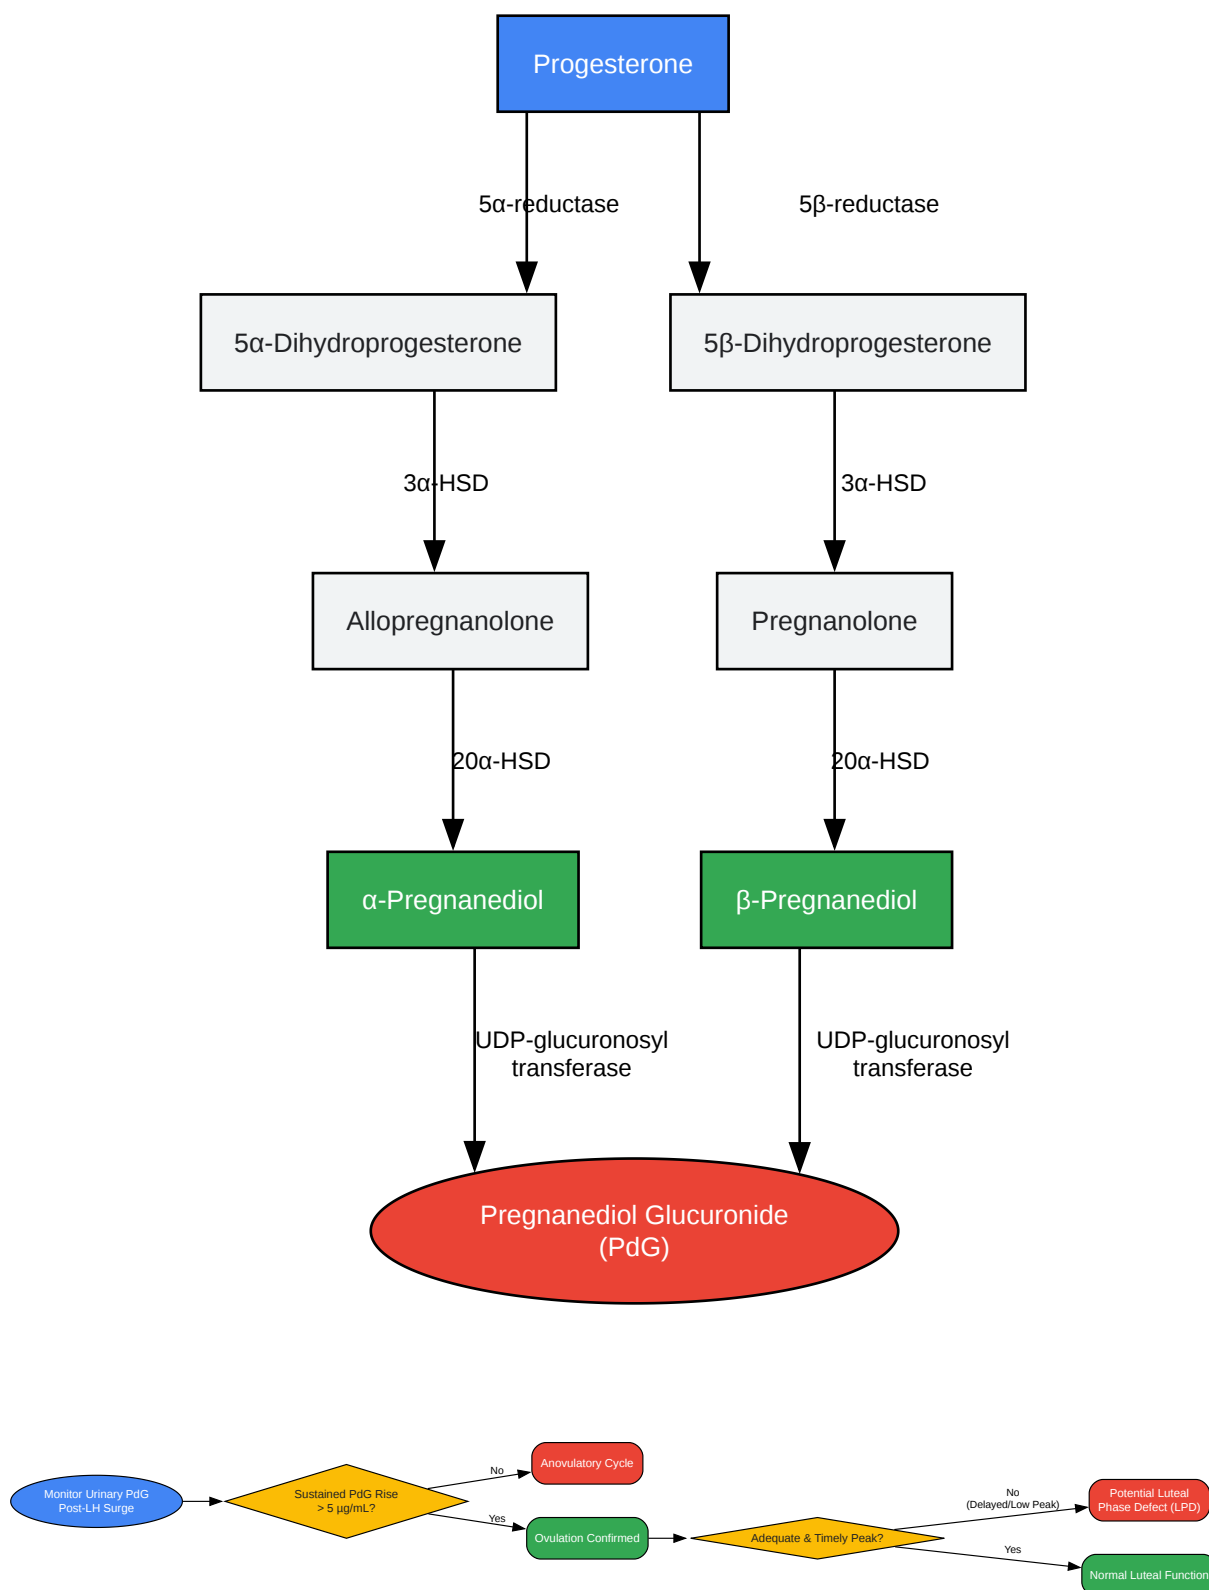 Progesterone
5α-reductase
5β-reductase
5α-Dihydroprogesterone
5β-Dihydroprogesterone
3α-HSD
3α-HSD
Allopregnanolone
Pregnanolone
20α-HSD
20α-HSD
α-Pregnanediol
β-Pregnanediol
UDP-glucuronosyl
transferase
UDP-glucuronosyl
transferase
Pregnanediol Glucuronide
(PdG)
Monitor Urinary PdG
Post-LH Surge
Sustained PdG Rise
> 5 µg/mL?
No
Anovulatory Cycle
Yes
Ovulation Confirmed
Adequate & Timely Peak?
No
(Delayed/Low Peak)
Potential Luteal
Phase Defect (LPD)
Yes
Normal Luteal Function